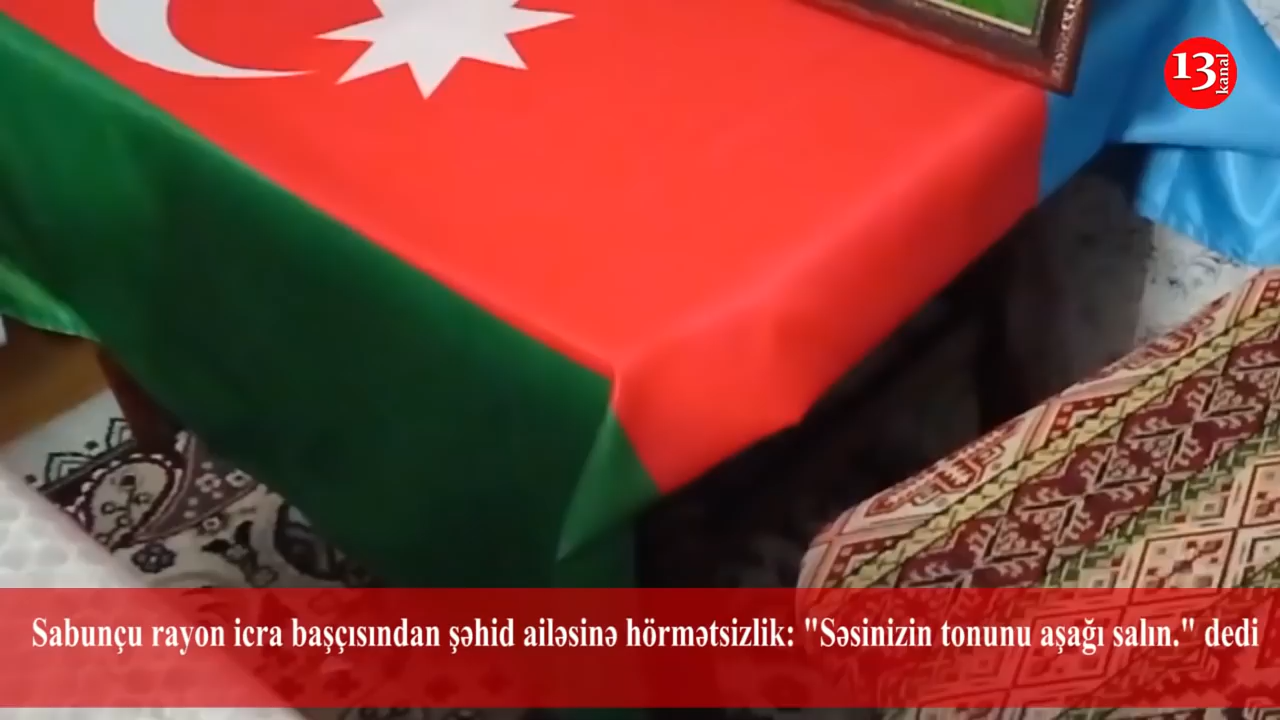 13
kanal
Sabunçu rayon icra başçısından şəhid ailəsinə hörmətsizlik: "Səsinizin tonunu aşağı salın." dedi